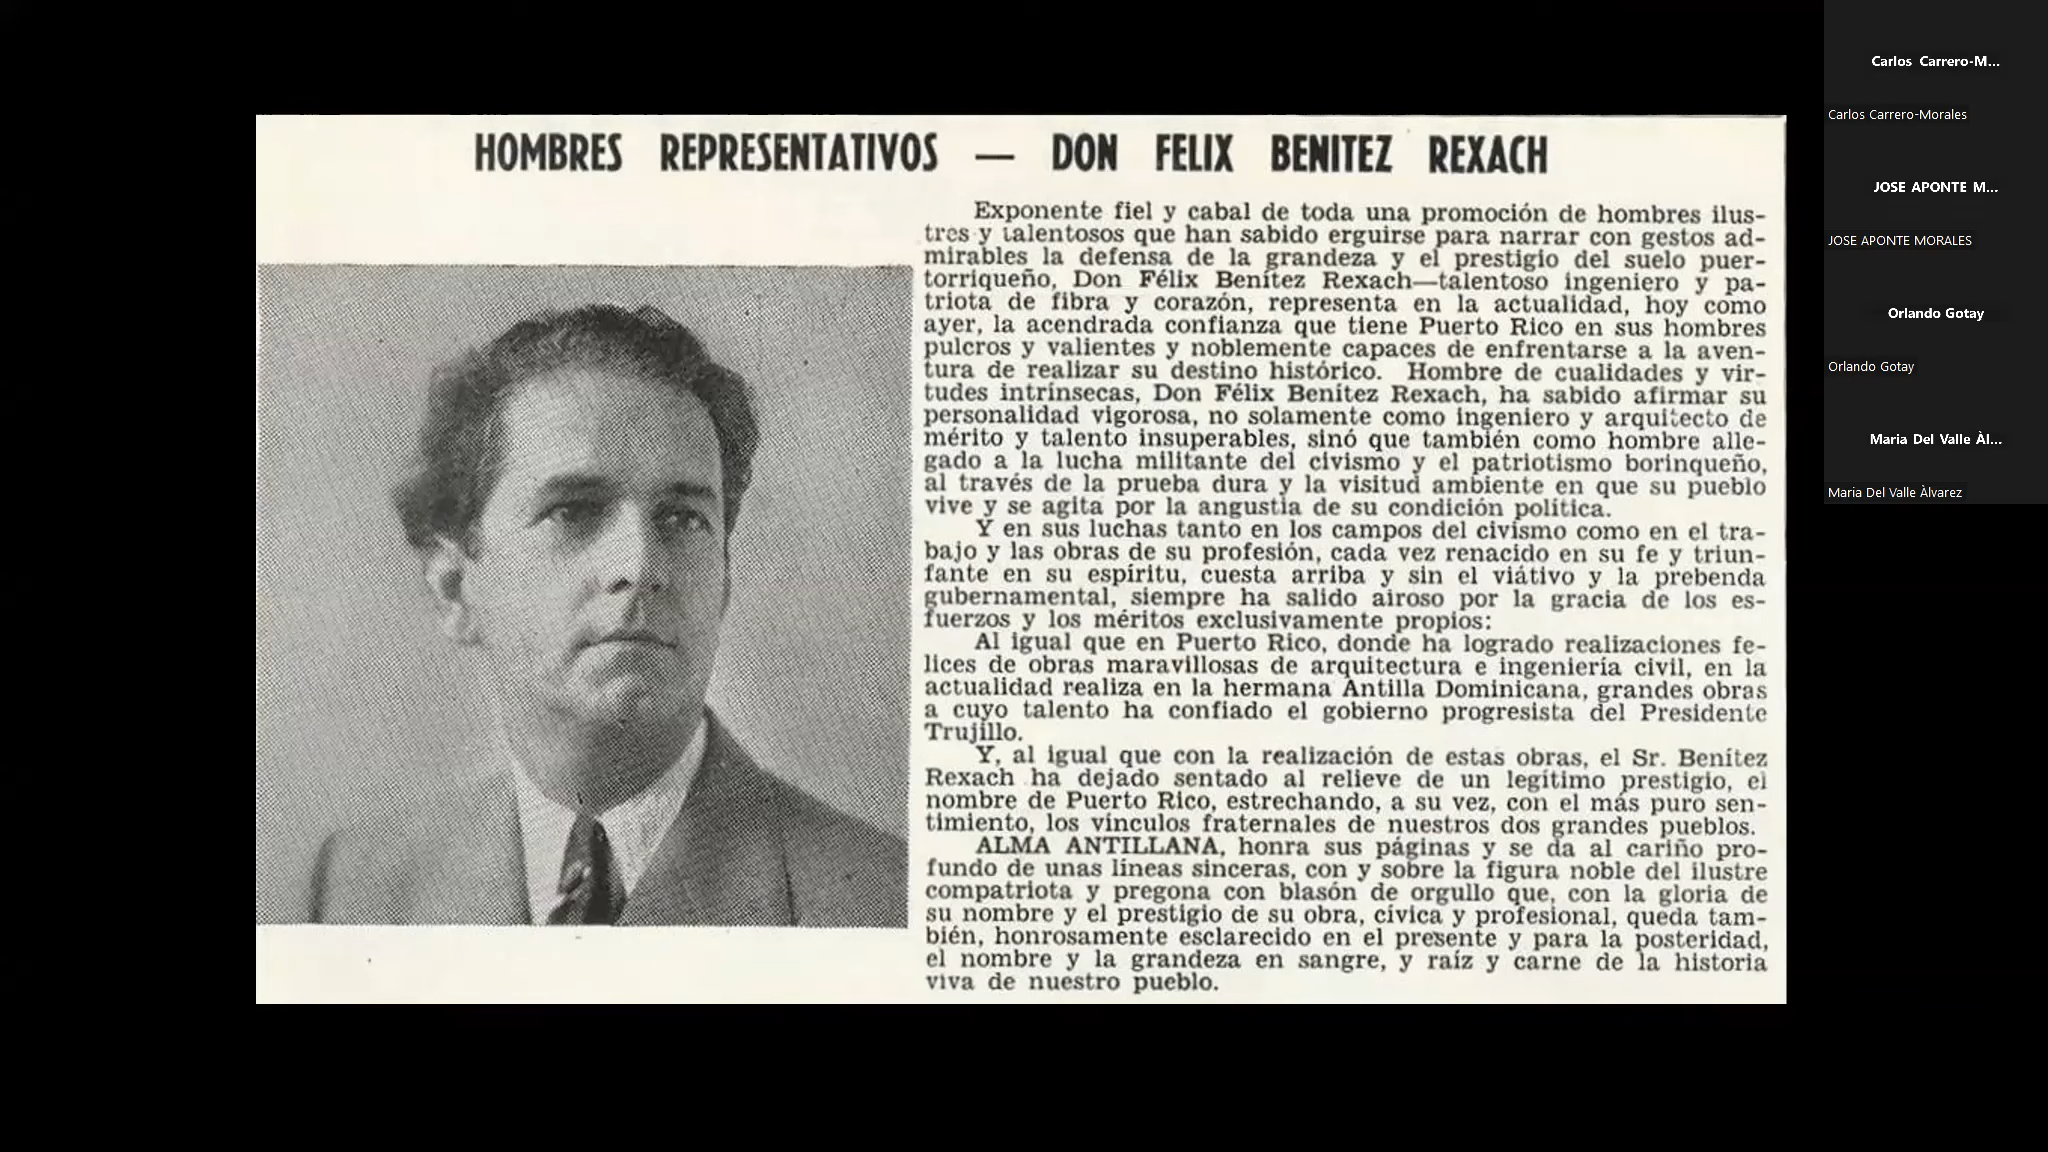 HOMBRES REPRESENTATIVOS — DON FELIX BENITEZ REXACH
Exponente fiel y cabal de toda una promoción de hombres ilus-
tres y talentosos que han sabido erguirse para narrar con gestos ad-
mirables la defensa de la grandeza y el prestigio del suelo puer-
torriqueño, Don Félix Benítez Rexach—talentoso ingeniero y pa-
triota de fibra y corazón, representa en la actualidad, hoy como
ayer, la acendrada confianza que tiene Puerto Rico en sus hombres
pulcros y valientes y noblemente capaces de enfrentarse a la aven-
tura de realizar su destino histórico. Hombre de cualidades y vir-
tudes intrínsecas, Don Félix Benítez Rexach, ha sabido afirmar su
personalidad vigorosa, no solamente como ingeniero y arquitecto de
mérito y talento insuperables, sinó que también como hombre alle-
gado a la lucha militante del civismo y el patriotismo borinqueño,
al través de la prueba dura y la visitud ambiente en que su pueblo
vive y se agita por la angustia de su condición política.
Y en sus luchas tanto en los campos del civismo como en el tra-
bajo y las obras de su profesión, cada vez renacido en su fe y triun-
fante en su espíritu, cuesta arriba y sin el viático y la prebenda
gubernamental, siempre ha salido airoso por la gracia de los es-
fuerzos y los méritos exclusivamente propios:
Al igual que en Puerto Rico, donde ha logrado realizaciones fe-
lices de obras maravillosas de arquitectura e ingeniería civil, en la
actualidad realiza en la hermana Antilla Dominicana, grandes obras
a cuyo talento ha confiado el gobierno progresista del Presidente
Trujillo.
Y, al igual que con la realización de estas obras, el Sr. Benítez
Rexach ha dejado sentado al relieve de un legítimo prestigio, el
nombre de Puerto Rico, estrechando, a su vez, con el más puro sen-
timiento, los vínculos fraternales de nuestros dos grandes pueblos.
ALMA ANTILLANA, honra sus páginas y se da al cariño pro-
fundo de unas líneas sinceras, con y sobre la figura noble del ilustre
compatriota y pregona con blasón de orgullo que, con la gloria de
su nombre y el prestigio de su obra, cívica y profesional, queda tam-
bién, honrosamente esclarecido en el presente y para la posteridad,
el nombre y la grandeza en sangre, y raíz y carne de la historia
viva de nuestro pueblo.
Carlos Carrero-M...
Carlos Carrero-Morales
JOSE APONTE M...
JOSE APONTE MORALES
Orlando Gotay
Orlando Gotay
Maria Del Valle Àl...
Maria Del Valle Àlvarez